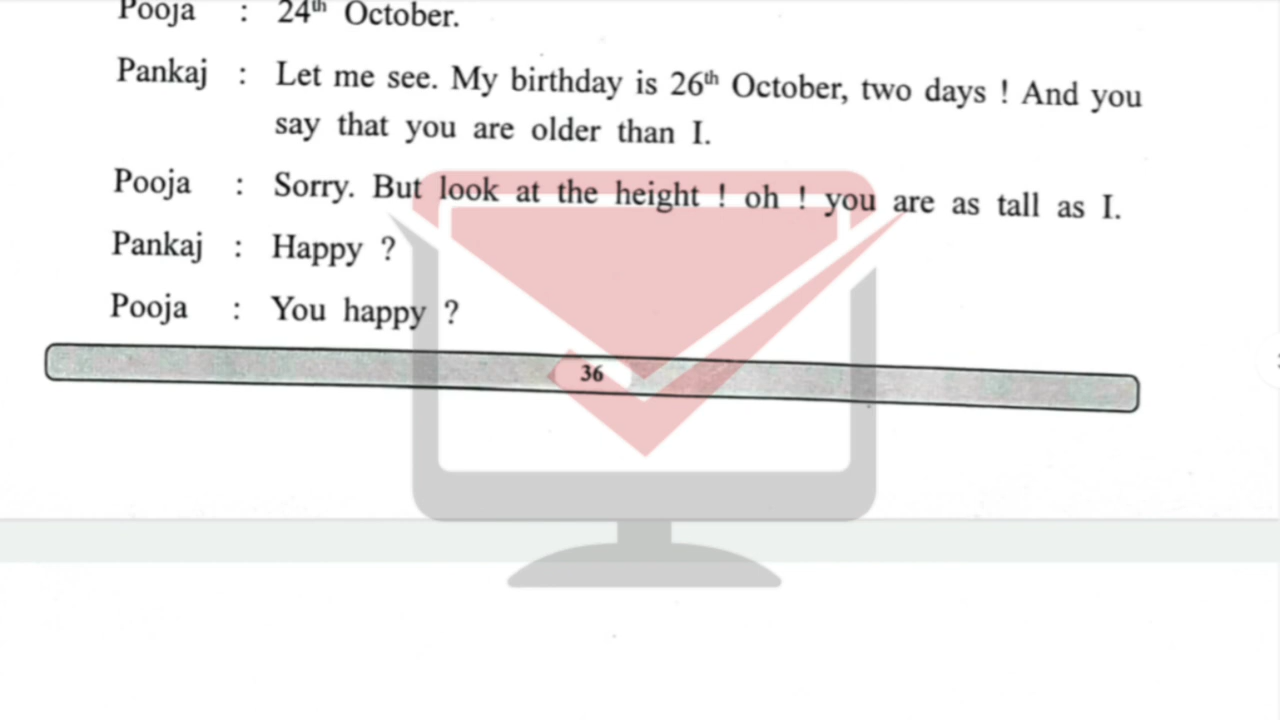 Pooja : 24th October.
Pankaj : Let me see. My birthday is 26th October, two days ! And you
say that you are older than I.
Pooja : Sorry. But look at the height ! oh ! you are as tall as I.
Pankaj : Happy ?
Pooja : You happy ?
36